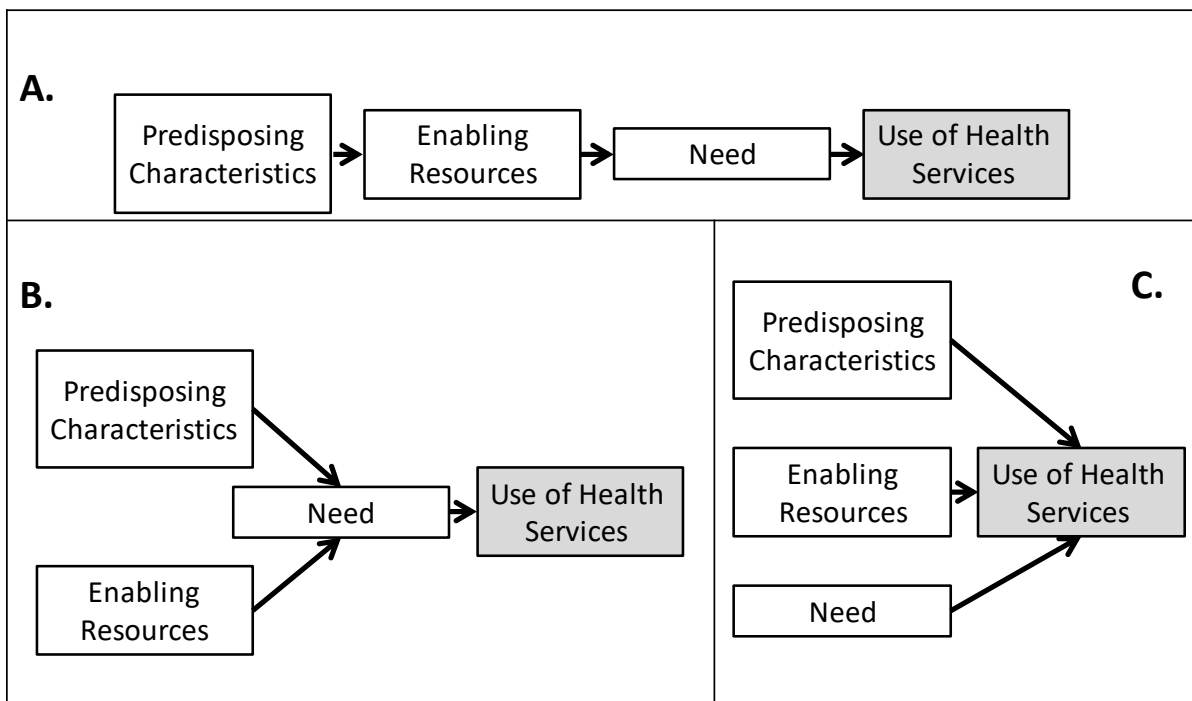 A.
Predisposing
Characteristics
Enabling
Resources
Need
Use of Health
Services
B.
Predisposing
Characteristics
Enabling
Resources
Need
Use of Health
Services
C.
Predisposing
Characteristics
Enabling
Resources
Need
Use of Health
Services